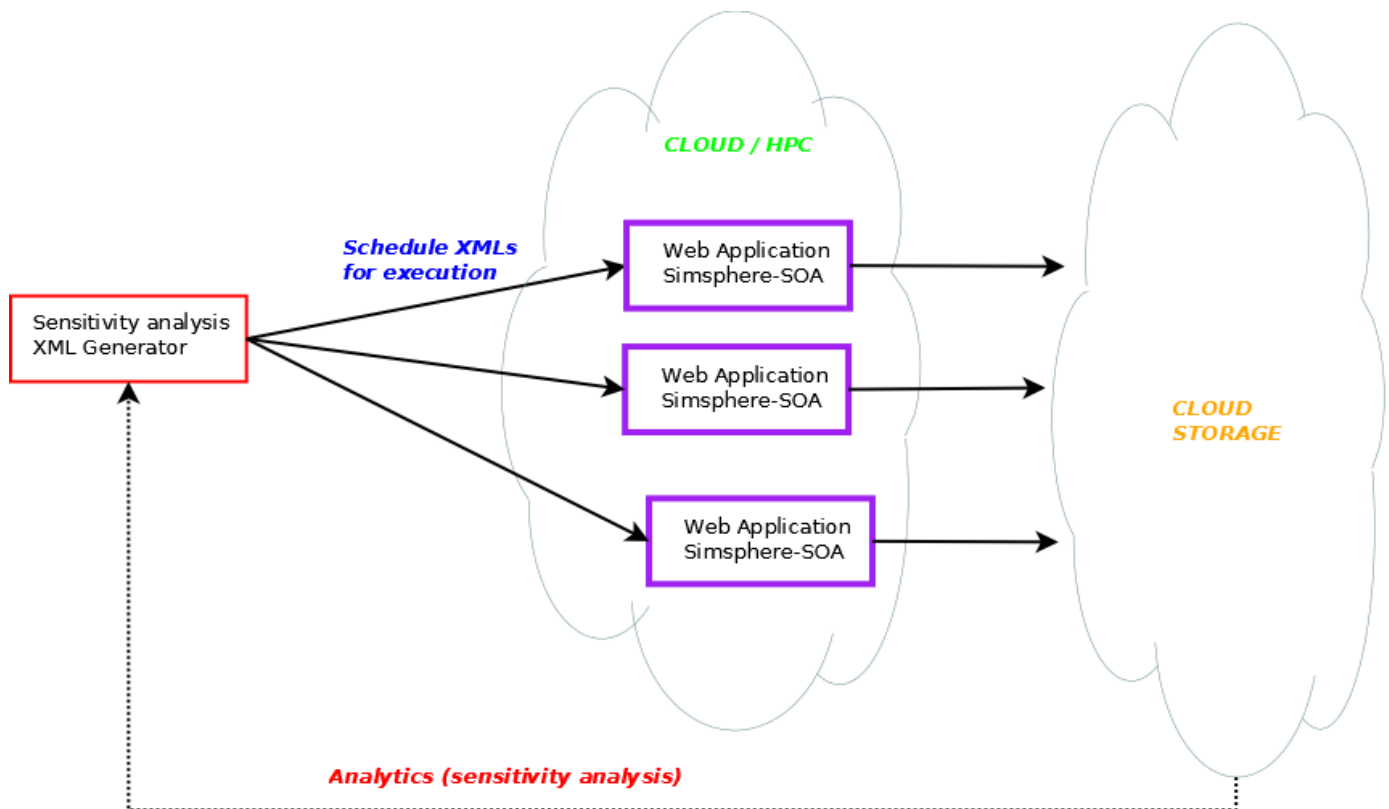 CLOUD / HPC
Schedule XMLs
for execution
Web Application
Simsphere-SOA
Sensitivity analysis
XML Generator
Web Application
Simsphere-SOA
CLOUD
STORAGE
Web Application
Simsphere-SOA
Analytics (sensitivity analysis)